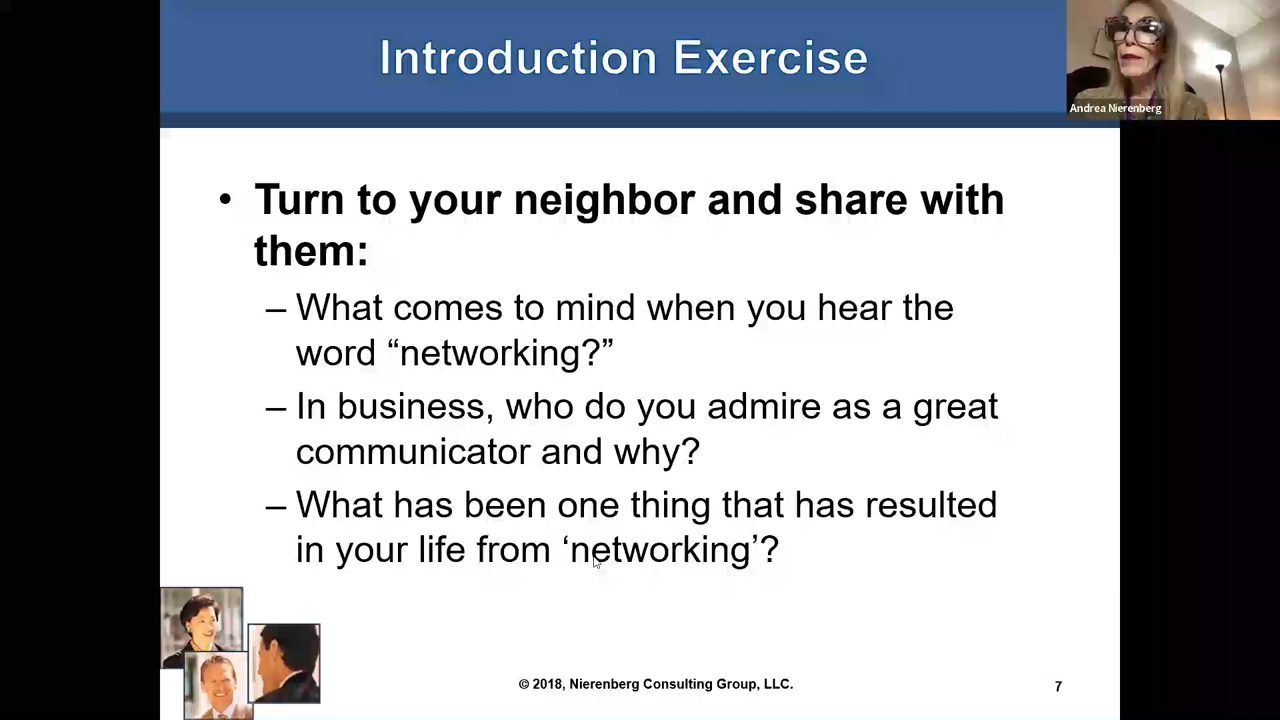 Introduction Exercise
Andrea Nierenberg
• Turn to your neighbor and share with
them:
– What comes to mind when you hear the
word “networking?”
– In business, who do you admire as a great
communicator and why?
– What has been one thing that has resulted
in your life from ‘networking’?
© 2018, Nierenberg Consulting Group, LLC.
7